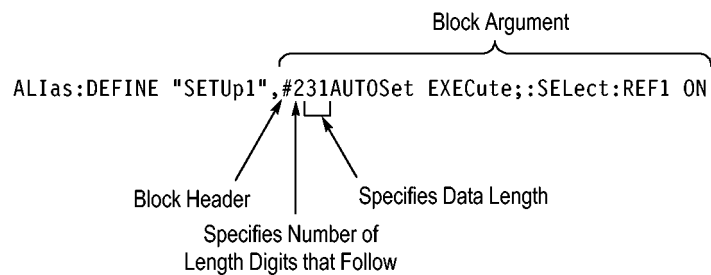 Block Argument
ALIas:DEFINE "SETUp1",#231AUTOSet EXECute;:SELect:REF1 ON
Block Header
Specifies Data Length
Specifies Number of
Length Digits that Follow